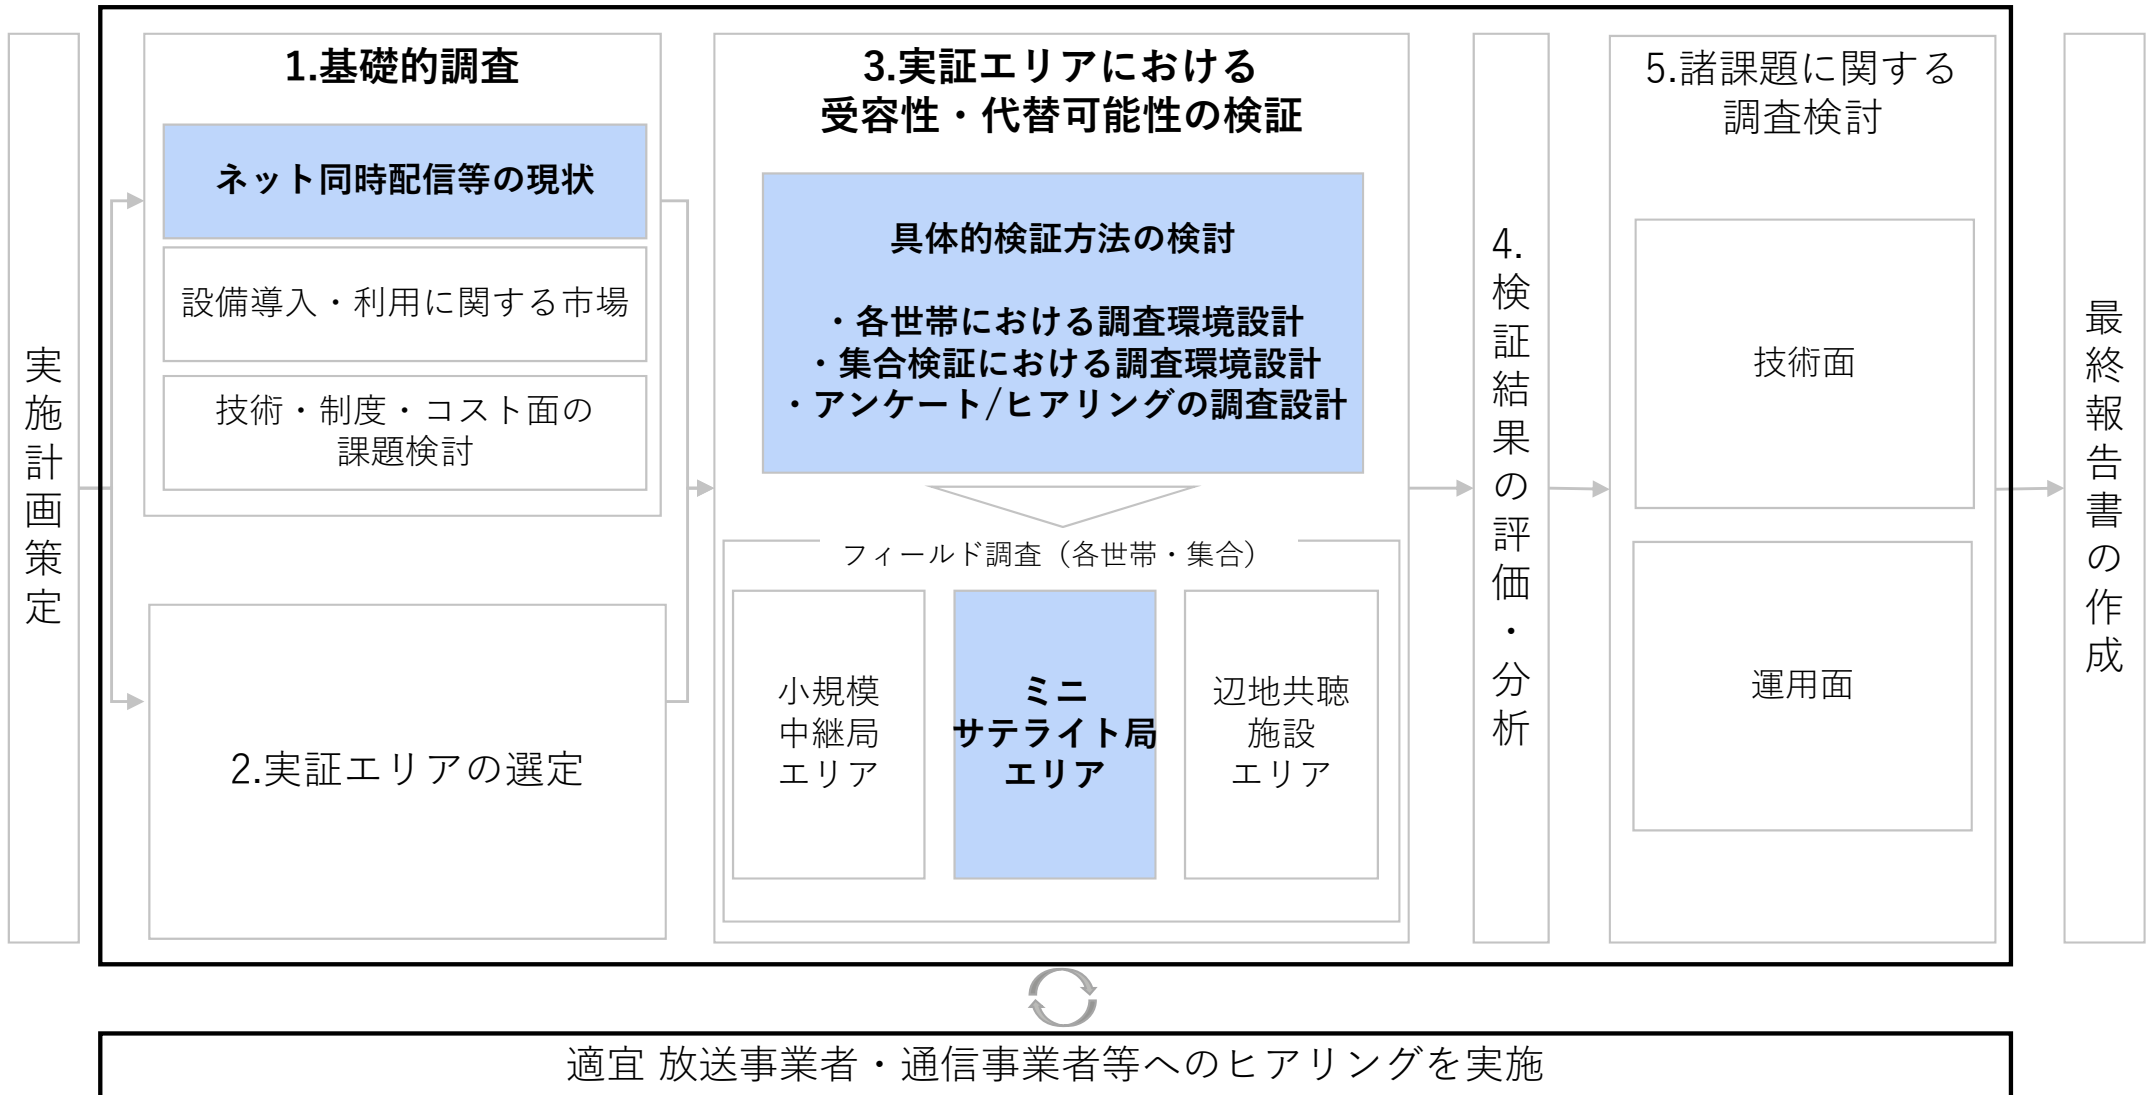 実施計画策定
1.基礎的調査
ネット同時配信等の現状
設備導入・利用に関する市場
技術・制度・コスト面の
課題検討
2.実証エリアの選定
3.実証エリアにおける
受容性・代替可能性の検証
具体的検証方法の検討
・各世帯における調査環境設計
・集合検証における調査環境設計
・アンケート/ヒアリングの調査設計
フィールド調査（各世帯・集合）
小規模
中継局
エリア
ミニ
サテライト局
エリア
辺地共聴
施設
エリア
4.検証結果の評価・分析
5.諸課題に関する
調査検討
技術面
運用面
最終報告書の作成
適宜 放送事業者・通信事業者等へのヒアリングを実施